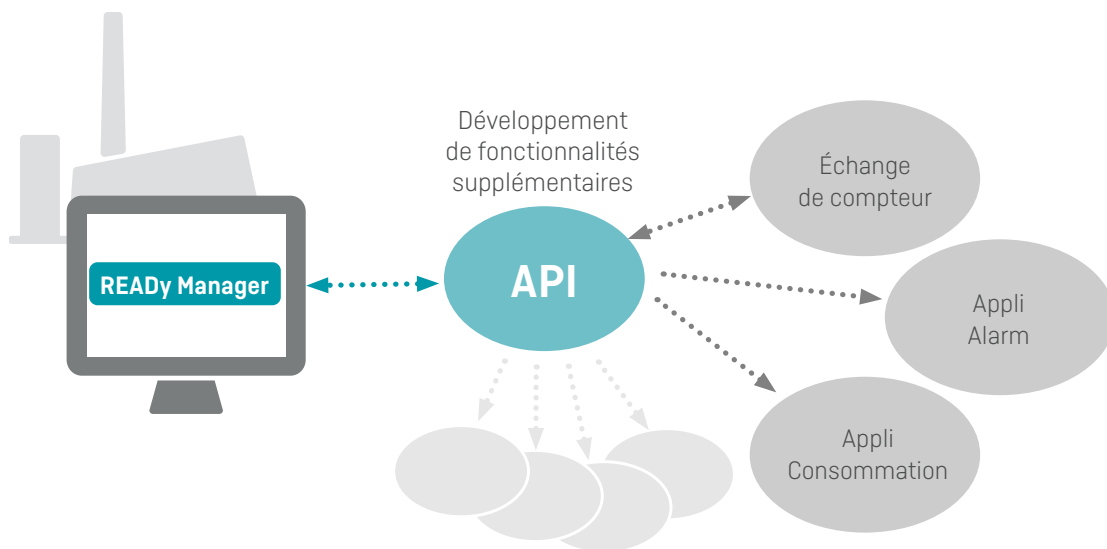 Développement
de fonctionnalités
supplémentaires
READy Manager
API
Échange
de compteur
Appli
Alarm
Appli
Consommation